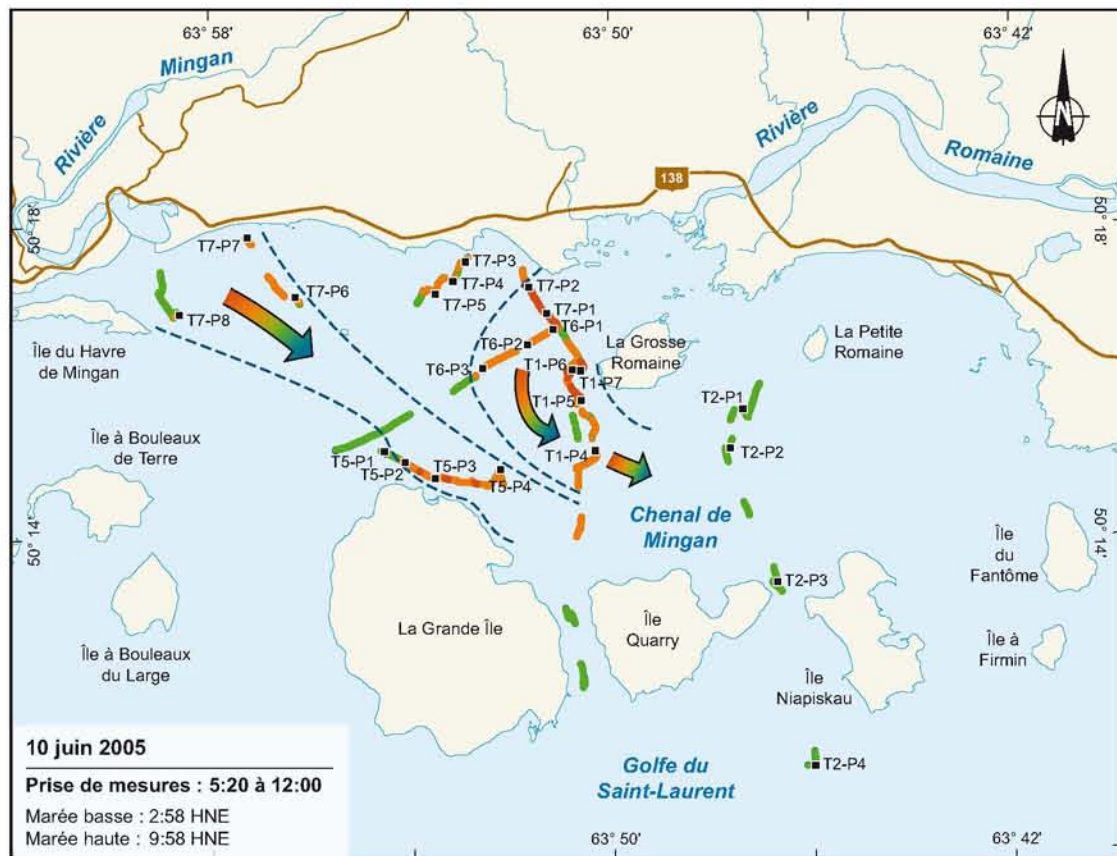 63° 58'
63° 50'
63° 42'
Rivière
Mingan
Rivière
Romaine
N
138
50° 18'
50° 18'
T7-P7
T7-P6
T7-P8
T7-P3
T7-P4
T7-P5
T7-P2
T7-P1
T6-P1
T6-P2
T6-P3
T1-P6
T1-P7
T1-P5
T1-P4
La Grosse
Romaine
La Petite
Romaine
Île du Havre
de Mingan
Île à Bouleaux
de Terre
T2-P1
T2-P2
T5-P1
T5-P2
T5-P3
T5-P4
Chenal de
Mingan
50° 14'
50° 14'
Île
du
Fantôme
T2-P3
La Grande Île
Île
Quarry
Île à
Firmin
Île à Bouleaux
du Large
Île
Niapiskau
T2-P4
Golfe du
Saint-Laurent
10 juin 2005
Prise de mesures : 5:20 à 12:00
Marée basse : 2:58 HNE
Marée haute : 9:58 HNE
63° 50'
63° 42'